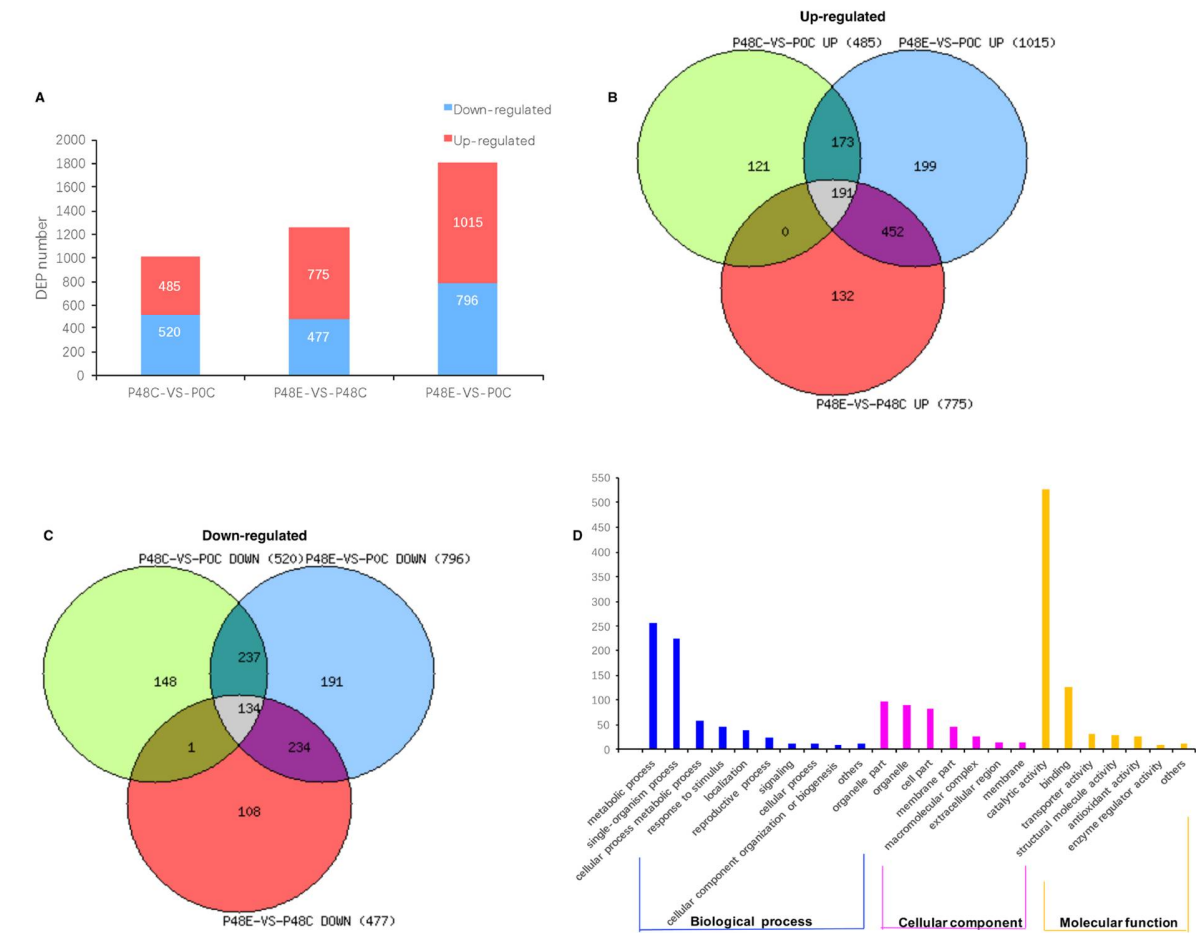 Up-regulated
P48C-VS-P0C UP (485) P48E-VS-P0C UP (1015)
A
B
Down-regulated
Up-regulated
2000
1800
1600
1400
1200
1000
800
600
400
200
0
DEP number
485
520
775
477
1015
796
P48C-VS-P0C P48E-VS-P48C P48E-VS-P0C
121
173
199
191
0
452
132
P48E-VS-P48C UP (775)
C
Down-regulated
P48C-VS-P0C DOWN (520) P48E-VS-P0C DOWN (796)
148
237
191
134
1
234
108
P48E-VS-P48C DOWN (477)
D
550
500
450
400
350
300
250
200
150
100
50
0
metabolic process
single-organism process
cellular process metabolic process
response to stimulus
localization
reproductive process
signaling
cellular process
cellular component organization or biogenesis
others
organelle part
organelle
cell part
membrane part
macromolecular complex
extracellular region
membrane
catalytic activity
binding
transporter activity
structural molecule activity
antioxidant activity
enzyme regulator activity
others
Biological process
Cellular component
Molecular function